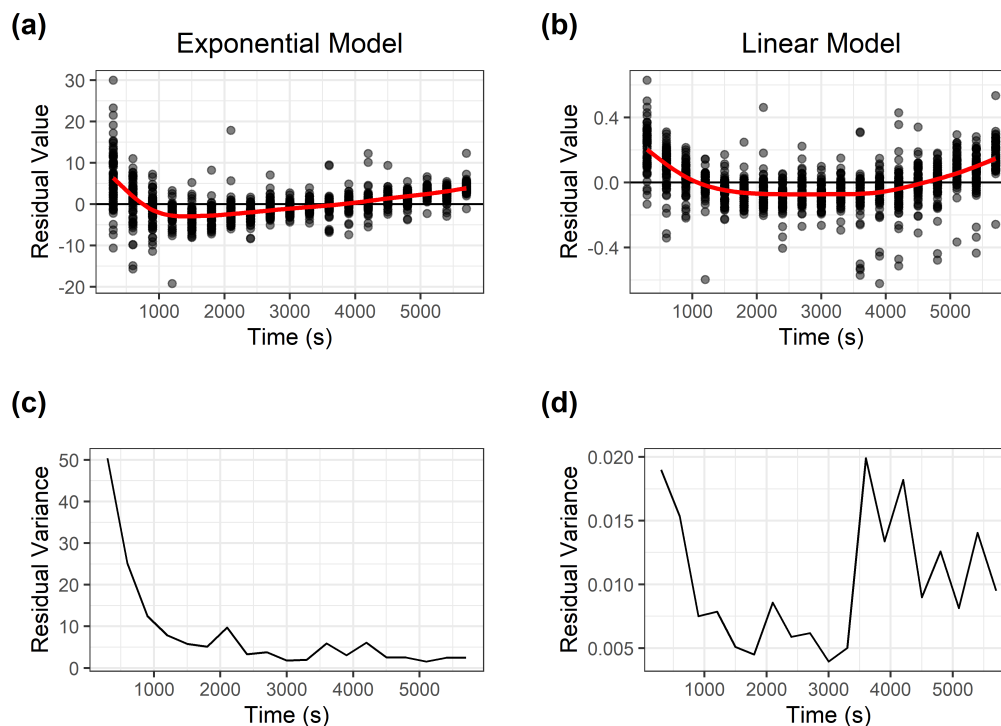 (a)
Exponential Model
30
20
10
0
-10
-20
Residual Value
1000 2000 3000 4000 5000
Time (s)
(b)
Linear Model
0.4
0.0
-0.4
Residual Value
1000 2000 3000 4000 5000
Time (s)
(c)
50
40
30
20
10
0
Residual Variance
1000 2000 3000 4000 5000
Time (s)
(d)
0.020
0.015
0.010
0.005
Residual Variance
1000 2000 3000 4000 5000
Time (s)